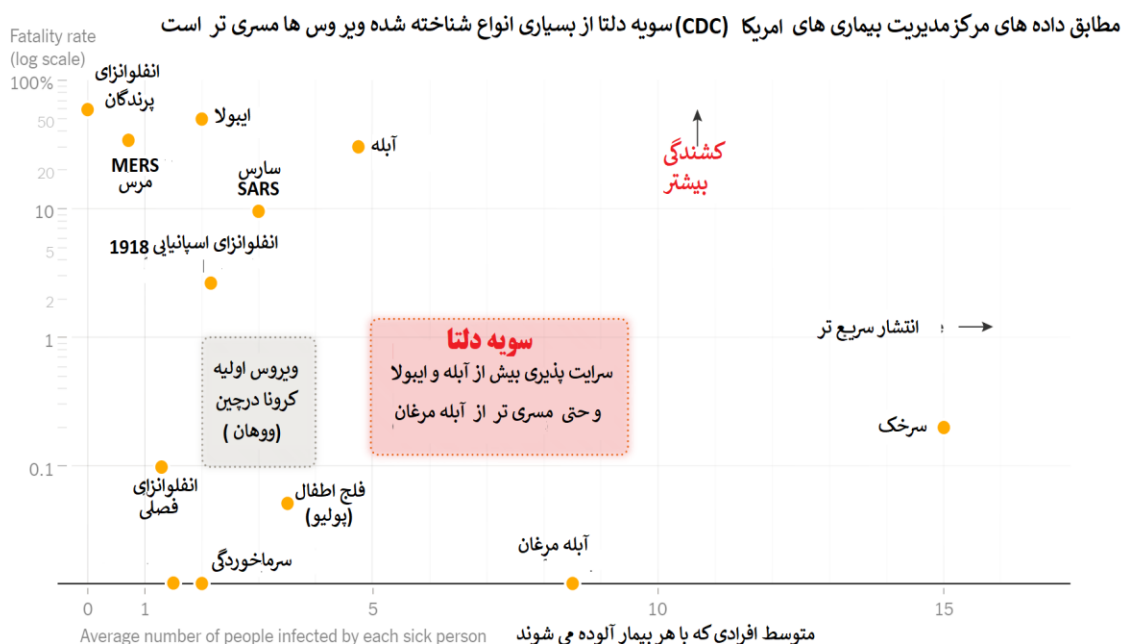 مطابق داده های مرکز مدیریت بیماری های امریکا (CDC) سویه دلتا از بسیاری انواع شناخته شده ویر وس ها مسری تر است
Fatality rate
(log scale)
100%
50
20
10
5
2
1
0.1
انفلوانزای
پرندگان
ایبولا
آبله
MERS
مرس
سارس
SARS
کشندگی
بیشتر
انفلوانزای اسپانیایی 1918
انتشار سریع تر
سویه دلتا
سرایت پذیری بیش از آبله و ایبولا
و حتی مسری تر از آبله مرغان
ویروس اولیه
کرونا درچین
(ووهان )
سرخک
انفلوانزای
فصلی
فلج اطفال
(پولیو)
سرماخوردگی
آبله مرغان
0 1 5 10 15
Average number of people infected by each sick person متوسط افرادی که با هر بیمار آلوده می شوند